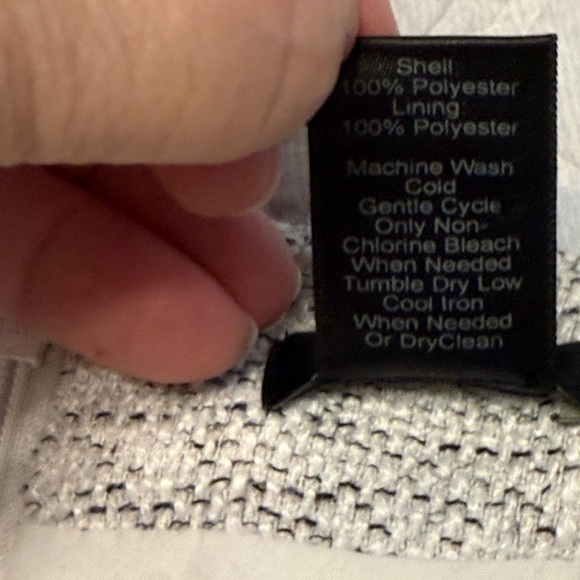 Shell
100% Polyester
Lining:
100% Polyester
Machine Wash
Cold
Gentle Cycle
Only Non-
Chlorine Bleach
When Needed
Tumble Dry Low
Cool Iron
When Needed
Or DryClean